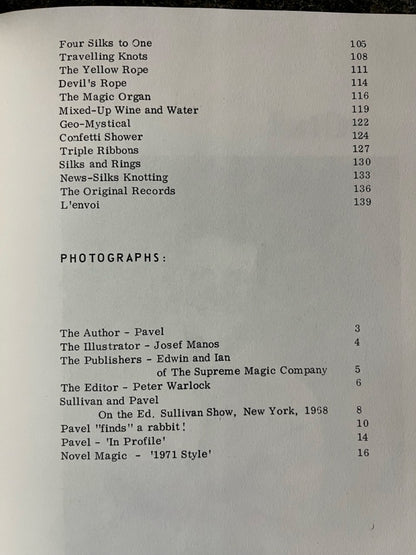 Four Silks to One 105
Travelling Knots 108
The Yellow Rope 111
Devil's Rope 114
The Magic Organ 116
Mixed-Up Wine and Water 119
Geo-Mystical 122
Confetti Shower 124
Triple Ribbons 127
Silks and Rings 130
News-Silks Knotting 133
The Original Records 136
L'envoi 139
PHOTOGRAPHS:
The Author - Pavel 3
The Illustrator - Josef Manos 4
The Publishers - Edwin and Ian
of The Supreme Magic Company 5
The Editor - Peter Warlock 6
Sullivan and Pavel
On the Ed. Sullivan Show, New York, 1968 8
Pavel "finds" a rabbit! 10
Pavel - 'In Profile' 14
Novel Magic - '1971 Style' 16